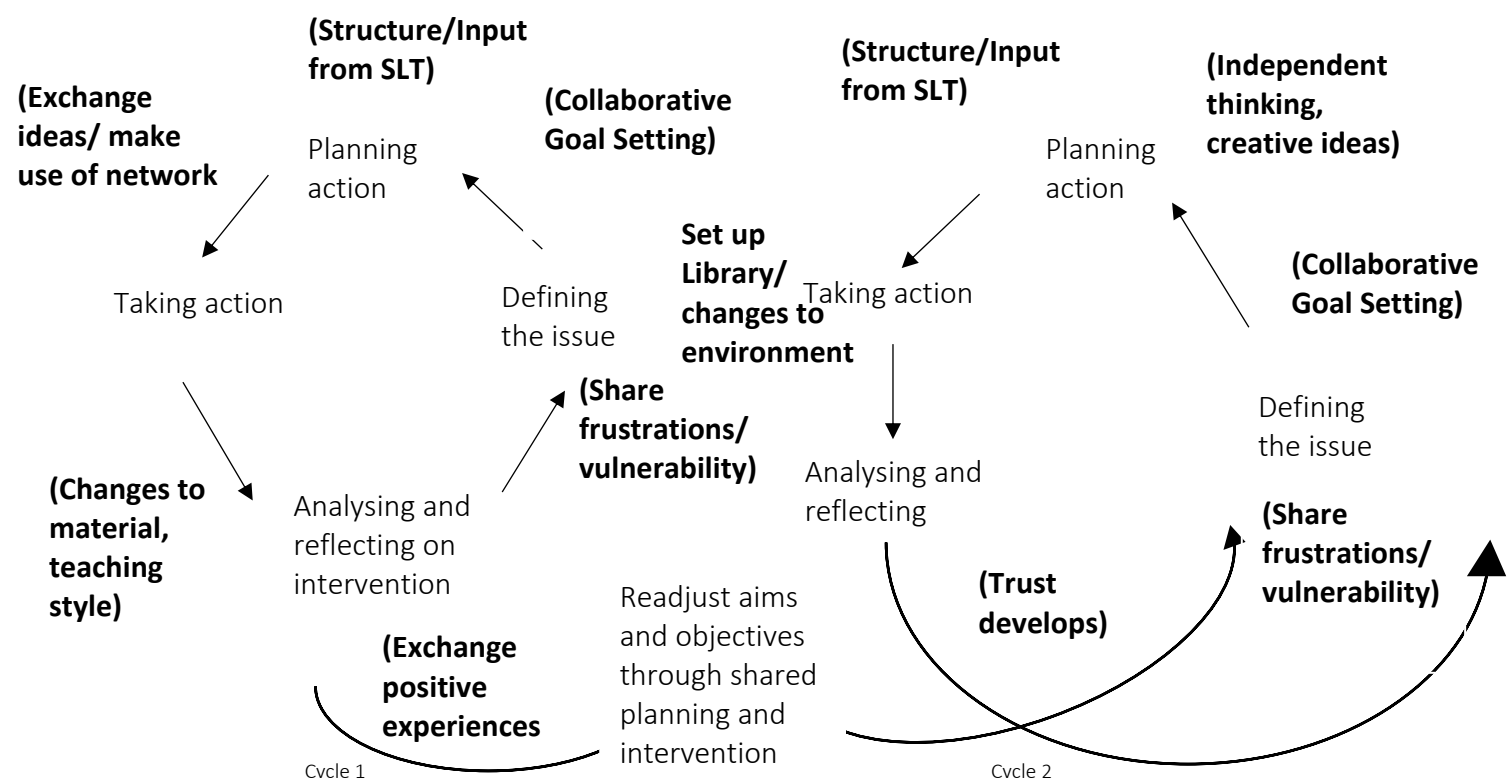 (Structure/Input
from SLT)
(Exchange
ideas/ make
use of network
(Collaborative
Goal Setting)
Planning
action
Taking action
Defining
the issue
(Share
frustrations/
vulnerability)
(Changes to
material,
teaching
style)
Analysing and
reflecting on
intervention
(Exchange
positive
experiences
Readjust aims
and objectives
through shared
planning and
intervention
Cycle 1
(Structure/Input
from SLT)
(Independent
thinking,
creative ideas)
Planning
action
Set up
Library/
changes to
environment
Taking action
(Collaborative
Goal Setting)
Defining
the issue
Analysing and
reflecting
(Share
frustrations/
vulnerability)
(Trust
develops)
Cycle 2